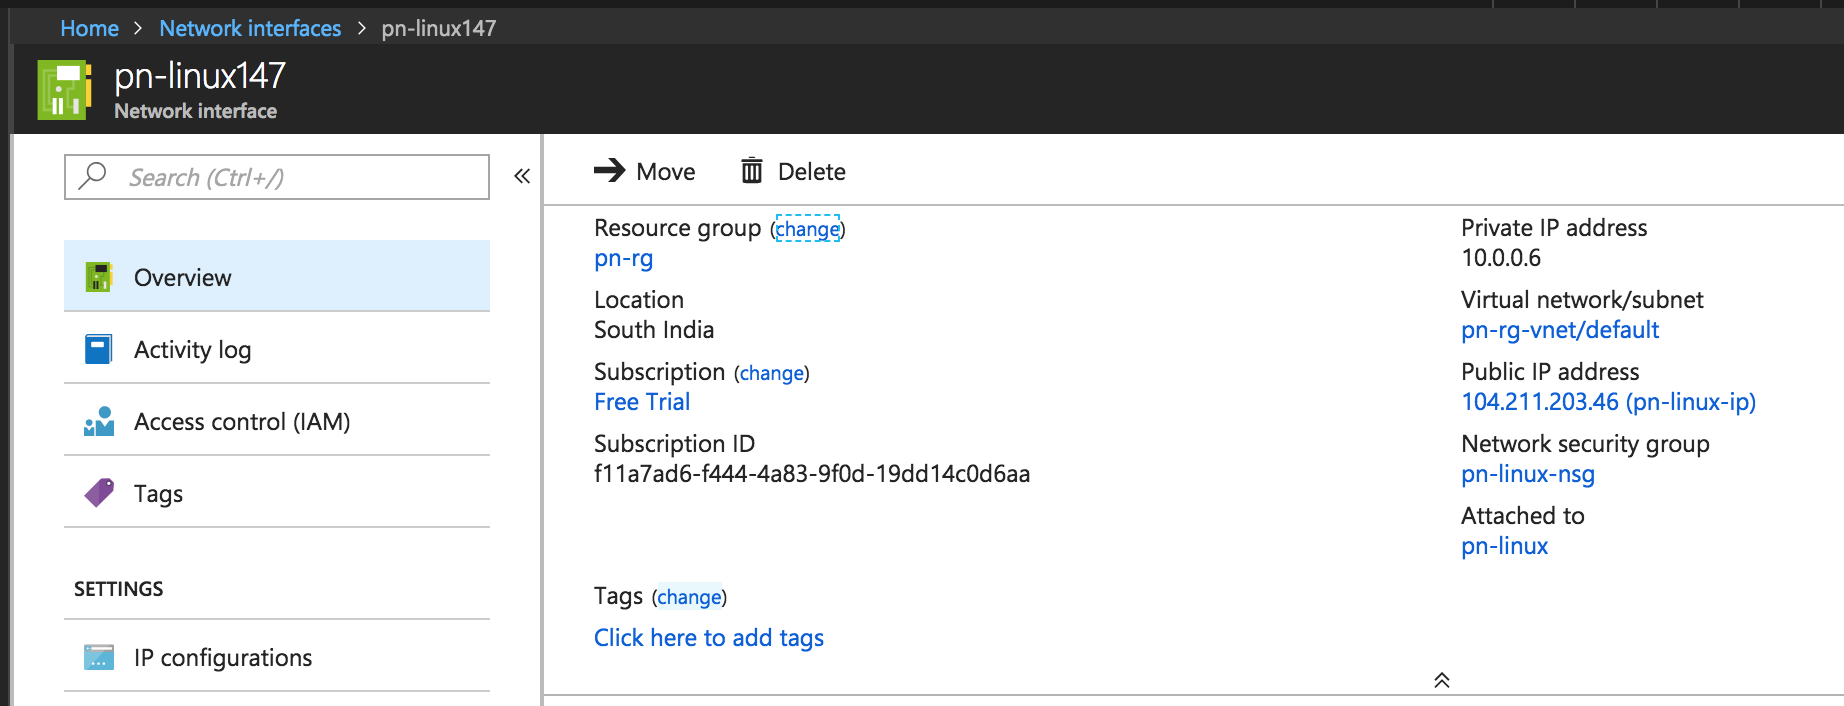 Home > Network interfaces > pn-linux147
pn-linux147
Network interface
Search (Ctrl+/)
«
Overview
Activity log
Access control (IAM)
Tags
SETTINGS
IP configurations
Move
Delete
Resource group (change)
pn-rg
Location
South India
Subscription (change)
Free Trial
Subscription ID
f11a7ad6-f444-4a83-9f0d-19dd14c0d6aa
Private IP address
10.0.0.6
Virtual network/subnet
pn-rg-vnet/default
Public IP address
104.211.203.46 (pn-linux-ip)
Network security group
pn-linux-nsg
Attached to
pn-linux
Tags (change)
Click here to add tags